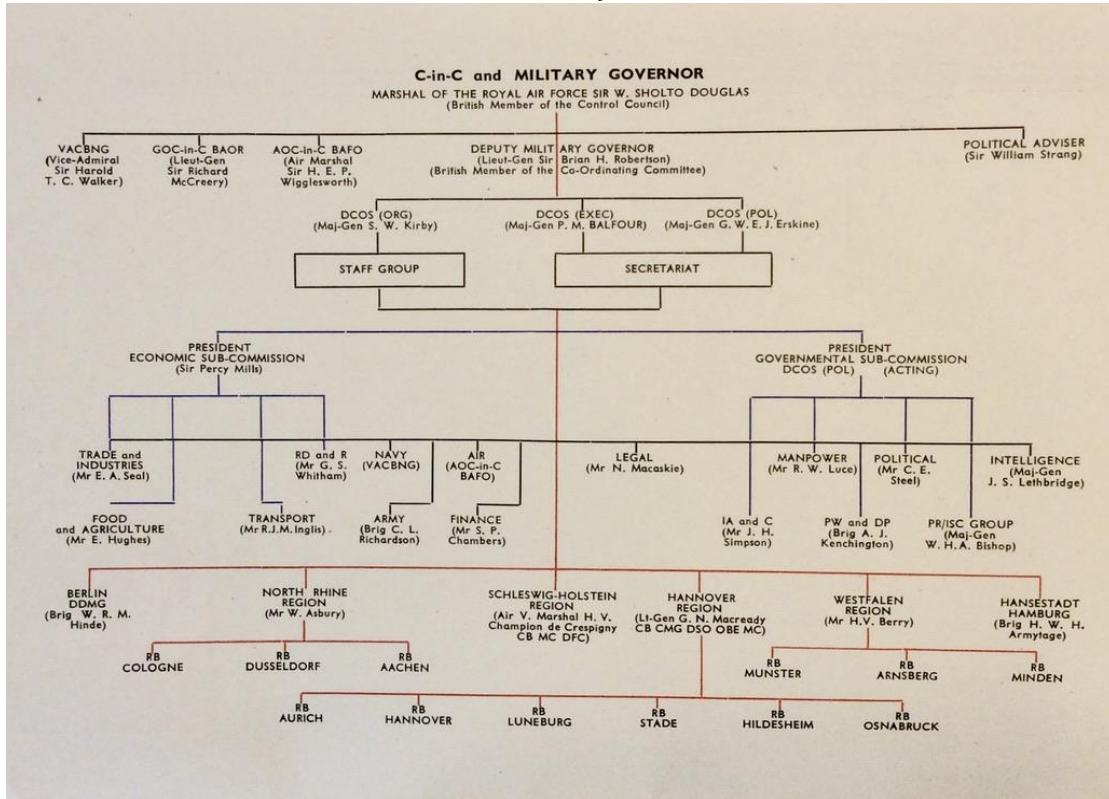 C-in-C and MILITARY GOVERNOR
MARSHAL OF THE ROYAL AIR FORCE SIR W. SHOLTO DOUGLAS
(British Member of the Control Council)
VACBNG
(Vice-Admiral
Sir Harold
T. C. Walker)
GOC-in-C BAOR
(Lieut-Gen
Sir Richard
McCreery)
AOC-in-C BAFO
(Air Marshal
Sir H. E. P.
Wigglesworth)
DEPUTY MILITARY GOVERNOR
(Lieut-Gen Sir Brian H. Robertson)
(British Member of the Co-Ordinating Committee)
POLITICAL ADVISER
(Sir William Strang)
DCOS (ORG)
(Maj-Gen S. W. Kirby)
DCOS (EXEC)
(Maj-Gen P. M. BALFOUR)
DCOS (POL)
(Maj-Gen G. W. E. J. Erskine)
STAFF GROUP
SECRETARIAT
PRESIDENT
ECONOMIC SUB-COMMISSION
(Sir Percy Mills)
PRESIDENT
GOVERNMENTAL SUB-COMMISSION
DCOS (POL) (ACTING)
TRADE and
INDUSTRIES
(Mr E. A. Seal)
RD and R
(Mr G. S.
Whitham)
NAVY
(VACBNG)
AIR
(AOC-in-C
BAFO)
LEGAL
(Mr N. Macaskie)
MANPOWER
(Mr R. W. Luce)
POLITICAL
(Mr C. E.
Steel)
INTELLIGENCE
(Maj-Gen
J. S. Lethbridge)
FOOD
and AGRICULTURE
(Mr E. Hughes)
TRANSPORT
(Mr R.J.M. Inglis)
ARMY
(Brig C. L.
Richardson)
FINANCE
(Mr S. P.
Chambers)
IA and C
(Mr J. H.
Simpson)
PW and DP
(Brig A. J.
Kenchington)
PR/ISC GROUP
(Maj-Gen
W. H. A. Bishop)
BERLIN
DDMG
(Brig W. R. M.
Hinde)
NORTH RHINE
REGION
(Mr W. Asbury)
SCHLESWIG-HOLSTEIN
REGION
(Air V. Marshal H. V.
Champion de Crespigny
CB MC DFC)
HANNOVER
REGION
(Lt-Gen G. N. Macready
CB CMG DSO OBE MC)
WESTFALEN
REGION
(Mr H.V. Berry)
HANSESTADT
HAMBURG
(Brig H. W. H.
Armytage)
RB
COLOGNE
RB
DUSSELDORF
RB
AACHEN
RB
MUNSTER
RB
ARNSBERG
RB
MINDEN
RB
AURICH
RB
HANNOVER
RB
LUNEBURG
RB
STADE
RB
HILDESHEIM
RB
OSNABRUCK